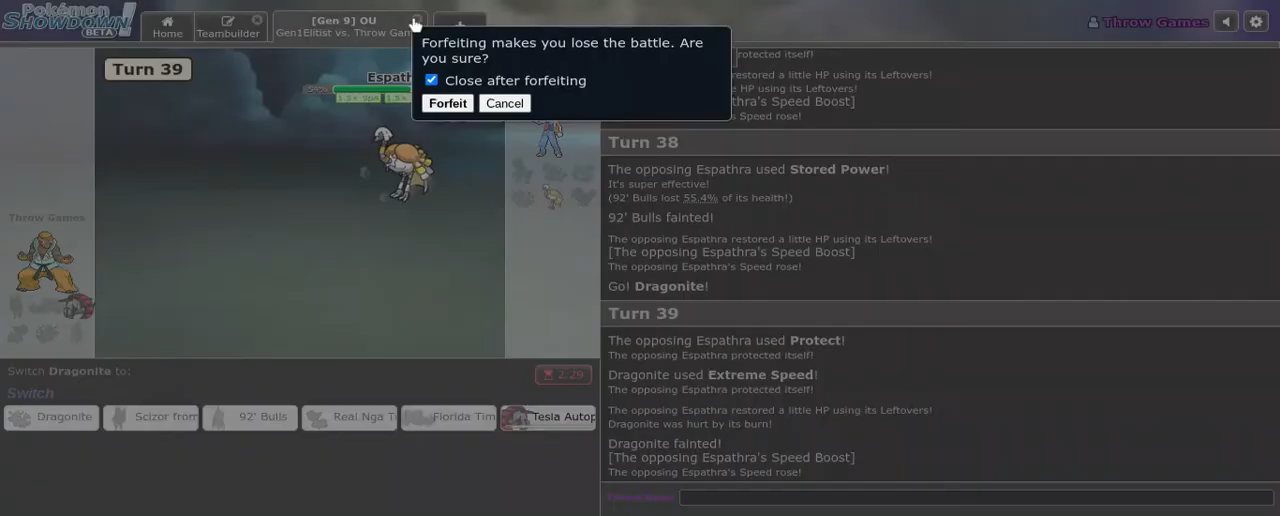 Pokémon
SHOWDOWN!
BETA
Home
Teambuilder
[Gen 9] OU
Gen1Elitist vs. Throw Gam
+
Throw Games
Forfeiting makes you lose the battle. Are
you sure?
Close after forfeiting
Forfeit
Cancel
Turn 39
Espath
Throw Games
Switch Dragonite to:
2:29
Switch
Dragonite
Scizor from
92' Bulls
Real Nga Ti
Florida Tim
Tesla Autop
rotected itself!
restored a little HP using its Leftovers!
le HP using its Leftovers!
athra's Speed Boost]
s Speed rose!
Turn 38
The opposing Espathra used Stored Power!
It's super effective!
(92' Bulls lost 55.4% of its health!)
92' Bulls fainted!
The opposing Espathra restored a little HP using its Leftovers!
[The opposing Espathra's Speed Boost]
The opposing Espathra's Speed rose!
Go! Dragonite!
Turn 39
The opposing Espathra used Protect!
The opposing Espathra protected itself!
Dragonite used Extreme Speed!
The opposing Espathra protected itself!
The opposing Espathra restored a little HP using its Leftovers!
Dragonite was hurt by its burn!
Dragonite fainted!
[The opposing Espathra's Speed Boost]
The opposing Espathra's Speed rose!